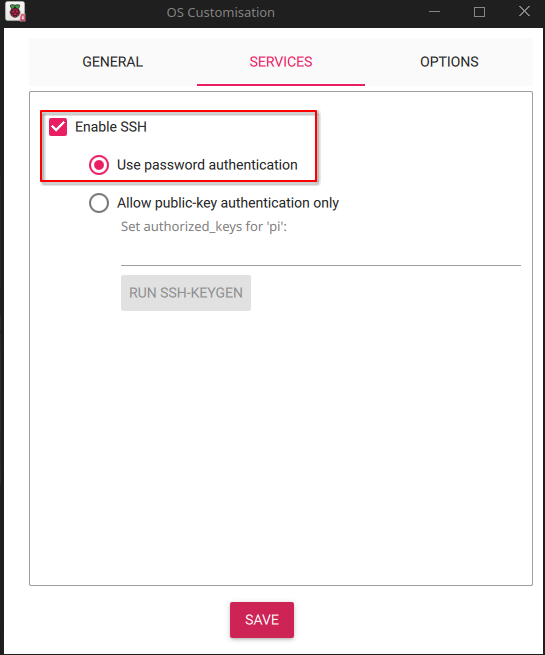 OS Customisation
GENERAL SERVICES OPTIONS
Enable SSH
Use password authentication
Allow public-key authentication only
Set authorized_keys for 'pi':
RUN SSH-KEYGEN
SAVE